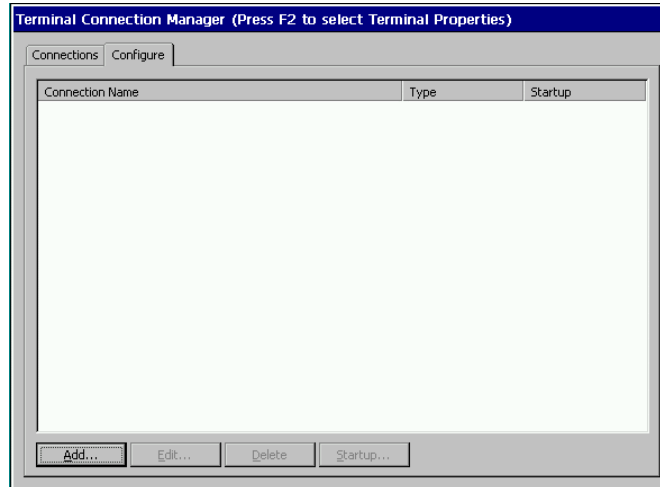 Terminal Connection Manager (Press F2 to select Terminal Properties)
Connections Configure
Connection Name Type Startup
Add... Edit... Delete Startup...